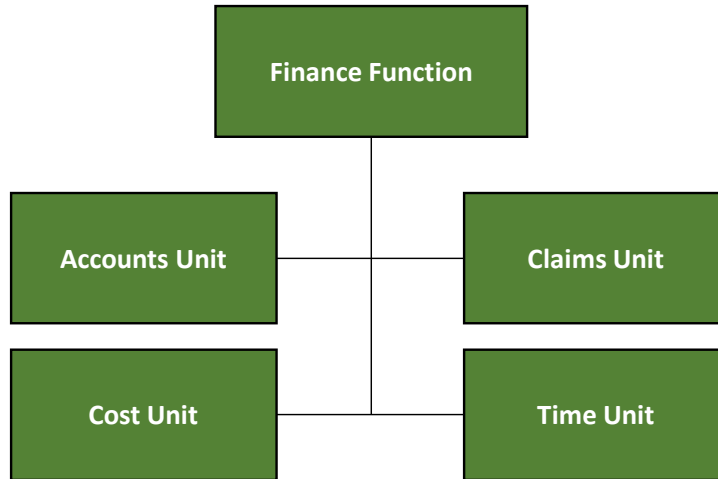 Finance Function
Accounts Unit
Claims Unit
Cost Unit
Time Unit